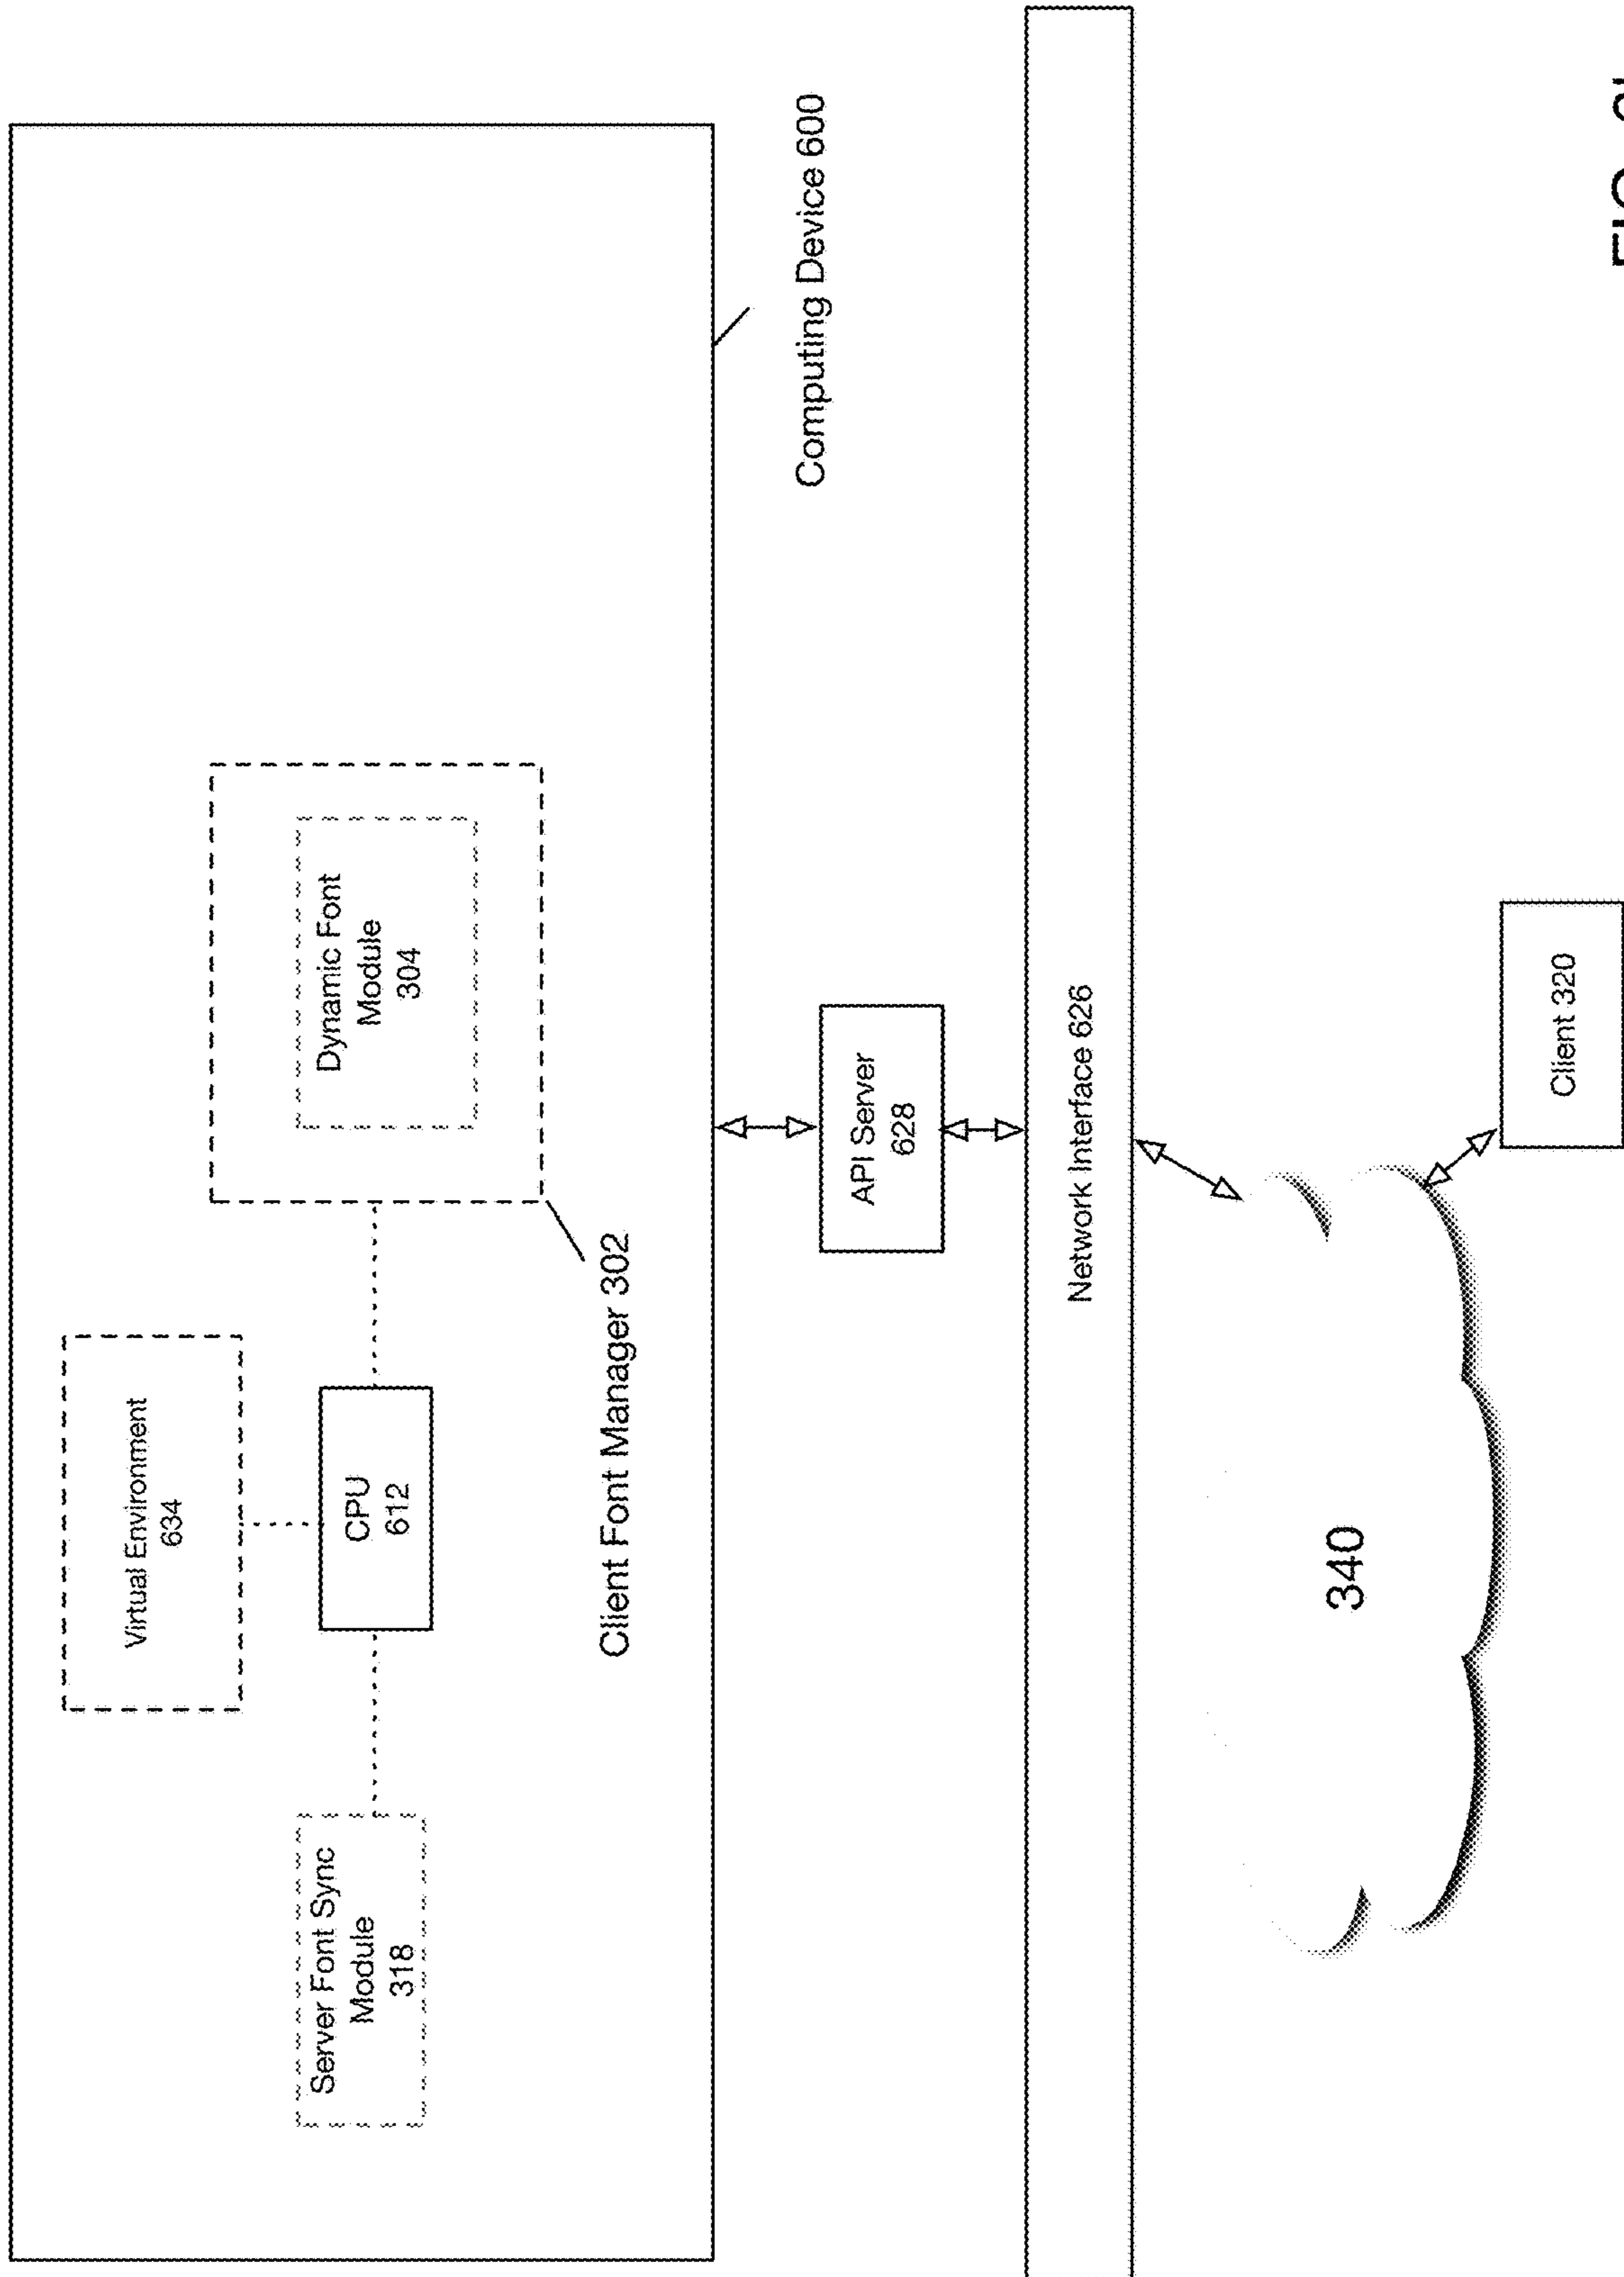 Virtual Environment
634
Server Font Sync
Module
318
CPU
612
Dynamic Font
Module
304
Client Font Manager 302
Computing Device 600
API Server
628
Network Interface 626
340
Client 320